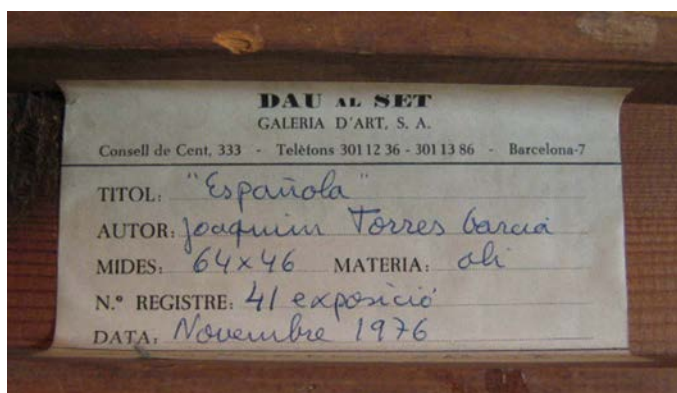 DAU AL SET
GALERIA D'ART, S. A.
Consell de Cent, 333 - Telèfons 301 12 36 - 301 13 86 - Barcelona-7
TITOL: "Española"
AUTOR: Joaquim Torres Garcia
MIDES: 64x46 MATERIA: oli
N.º REGISTRE: 41 exposició
DATA: Novembre 1976